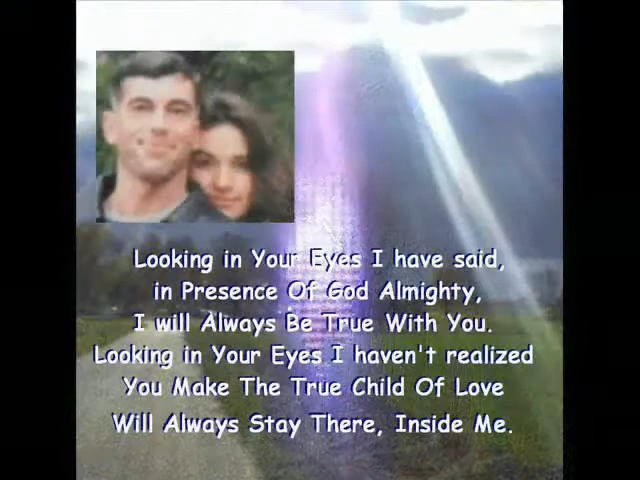 Looking in Your Eyes I have said,
in Presence Of God Almighty,
I will Always Be True With You.
Looking in Your Eyes I haven't realized
You Make The True Child Of Love
Will Always Stay There, Inside Me.